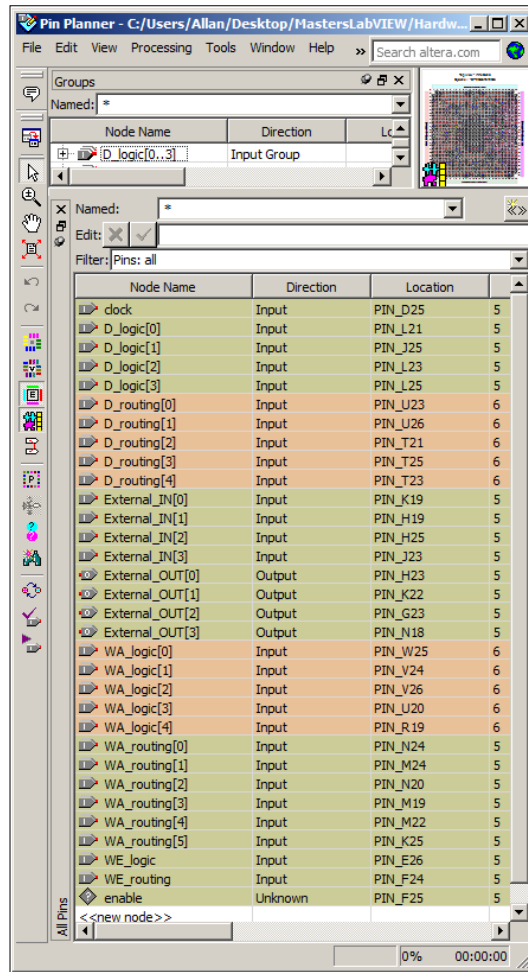 Pin Planner - C:/Users/Allan/Desktop/MastersLabVIEW/Hardw...
File Edit View Processing Tools Window Help » Search altera.com
Groups
Named: *
Node Name Direction
D_logic[0..3] Input Group
Named: *
Edit:
Filter: Pins: all
Node Name Direction Location
clock Input PIN_D25 5
D_logic[0] Input PIN_L21 5
D_logic[1] Input PIN_J25 5
D_logic[2] Input PIN_L23 5
D_logic[3] Input PIN_L25 5
D_routing[0] Input PIN_U23 6
D_routing[1] Input PIN_U26 6
D_routing[2] Input PIN_T21 6
D_routing[3] Input PIN_T25 6
D_routing[4] Input PIN_T23 6
External_IN[0] Input PIN_K19 5
External_IN[1] Input PIN_H19 5
External_IN[2] Input PIN_H25 5
External_IN[3] Input PIN_J23 5
External_OUT[0] Output PIN_H23 5
External_OUT[1] Output PIN_K22 5
External_OUT[2] Output PIN_G23 5
External_OUT[3] Output PIN_N18 5
WA_logic[0] Input PIN_W25 6
WA_logic[1] Input PIN_V24 6
WA_logic[2] Input PIN_V26 6
WA_logic[3] Input PIN_U20 6
WA_logic[4] Input PIN_R19 6
WA_routing[0] Input PIN_N24 5
WA_routing[1] Input PIN_M24 5
WA_routing[2] Input PIN_N20 5
WA_routing[3] Input PIN_M19 5
WA_routing[4] Input PIN_M22 5
WA_routing[5] Input PIN_K25 5
WE_logic Input PIN_E26 5
WE_routing Input PIN_F24 5
enable Unknown PIN_F25 5
<<new node>>
All Pins
0% 00:00:00